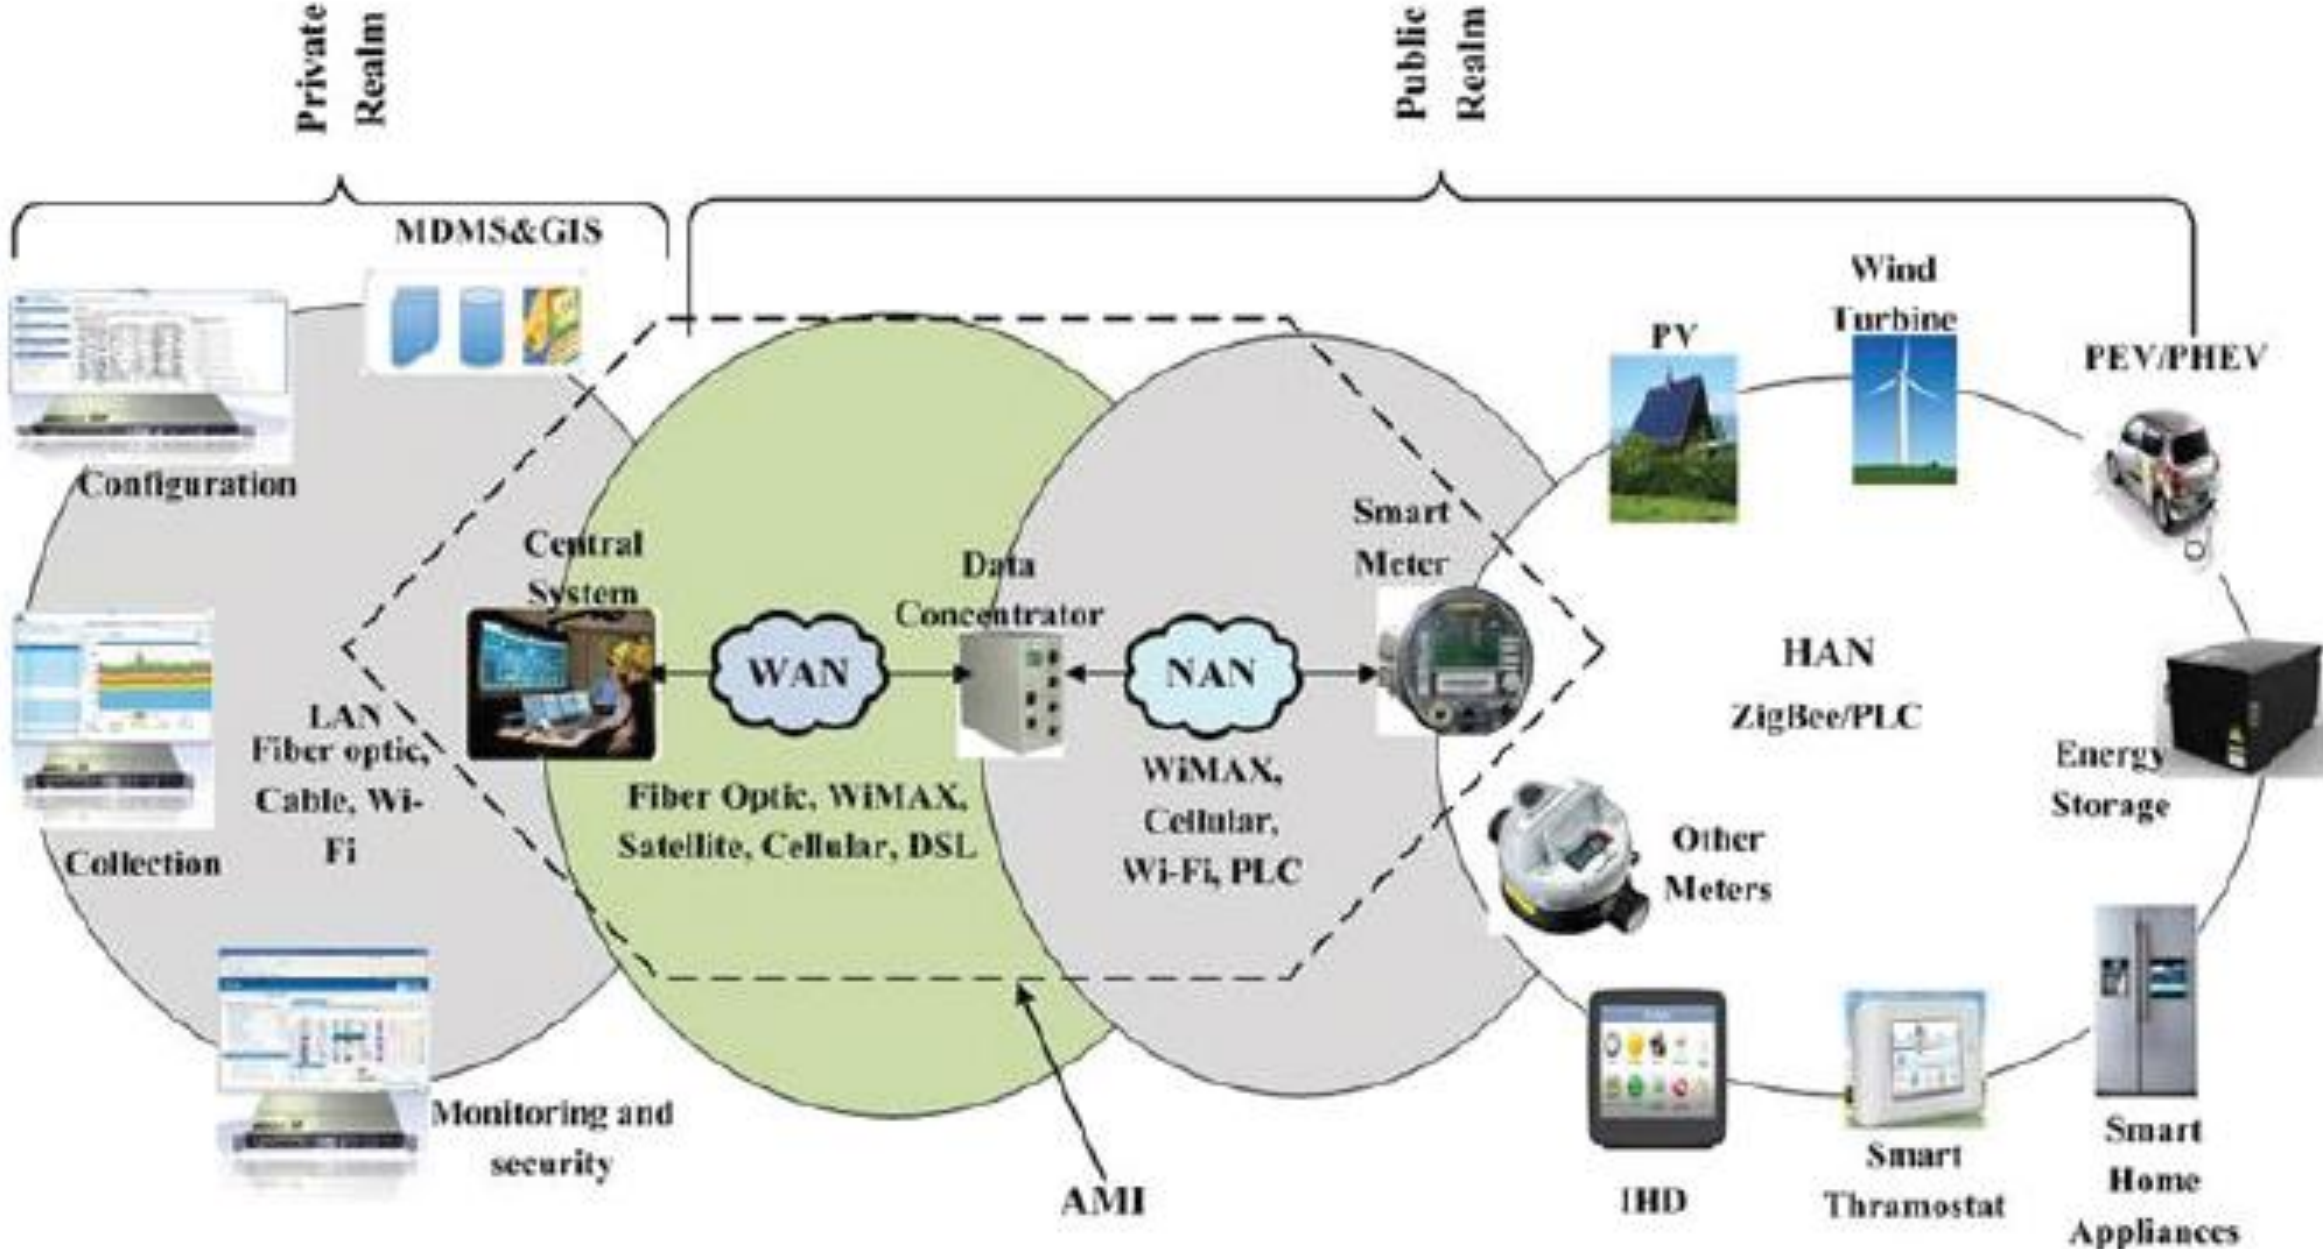 Private
Realm
Public
Realm
MDMS&GIS
Configuration
Collection
LAN
Fiber optic,
Cable, Wi-
Fi
Monitoring and
security
Central
System
WAN
Fiber Optic, WiMAX,
Satellite, Cellular, DSL
Data
Concentrator
NAN
WiMAX,
Cellular,
Wi-Fi, PLC
AMI
Smart
Meter
PV
Wind
Turbine
PEV/PHEV
HAN
ZigBee/PLC
Energy
Storage
Other
Meters
IHD
Smart
Thramostat
Smart
Home
Appliances